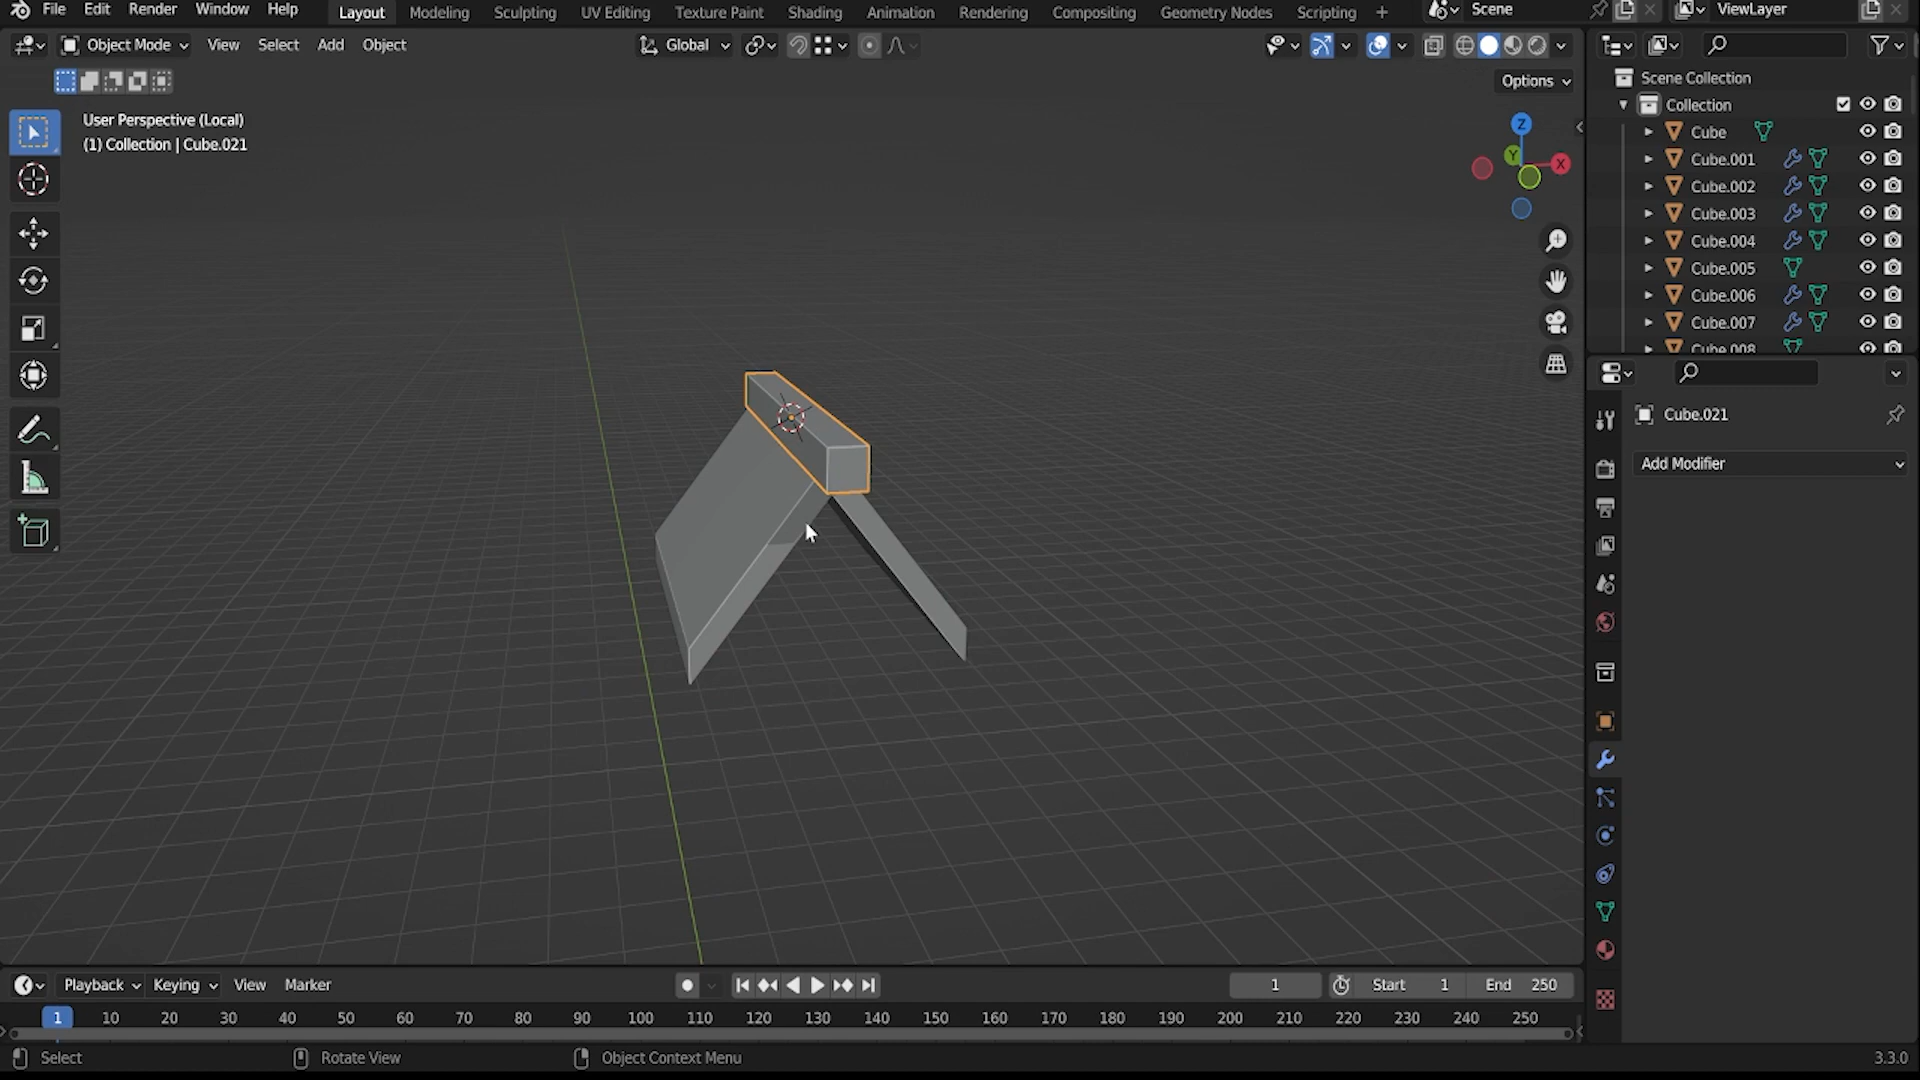 File Edit Render Window Help Layout Modeling Sculpting UV Editing Texture Paint Shading Animation Rendering Compositing Geometry Nodes Scripting + Scene ViewLayer
Object Mode View Select Add Object Global
Options
User Perspective (Local)
(1) Collection | Cube.021
Z
Y
X
Scene Collection
Collection
Cube
Cube.001
Cube.002
Cube.003
Cube.004
Cube.005
Cube.006
Cube.007
Cube.008
Cube.021
Add Modifier
Playback Keying View Marker 1 Start 1 End 250
1 10 20 30 40 50 60 70 80 90 100 110 120 130 140 150 160 170 180 190 200 210 220 230 240 250
Select Rotate View Object Context Menu 3.3.0